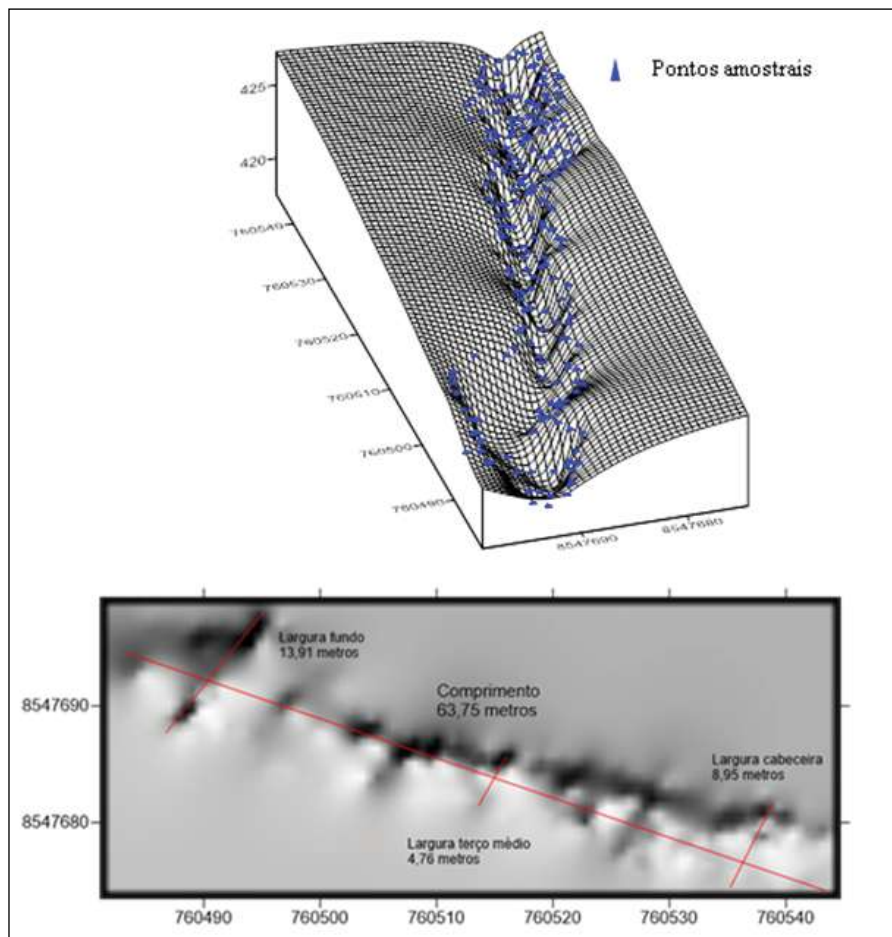 Pontos amostrais
425
420
760540
760530
760520
760510
760500
760490
8547690
8547680
Largura fundo
13,91 metros
Comprimento
63,75 metros
8547690
Largura cabeceira
8,95 metros
8547680
Largura terço médio
4,76 metros
760490
760500
760510
760520
760530
760540